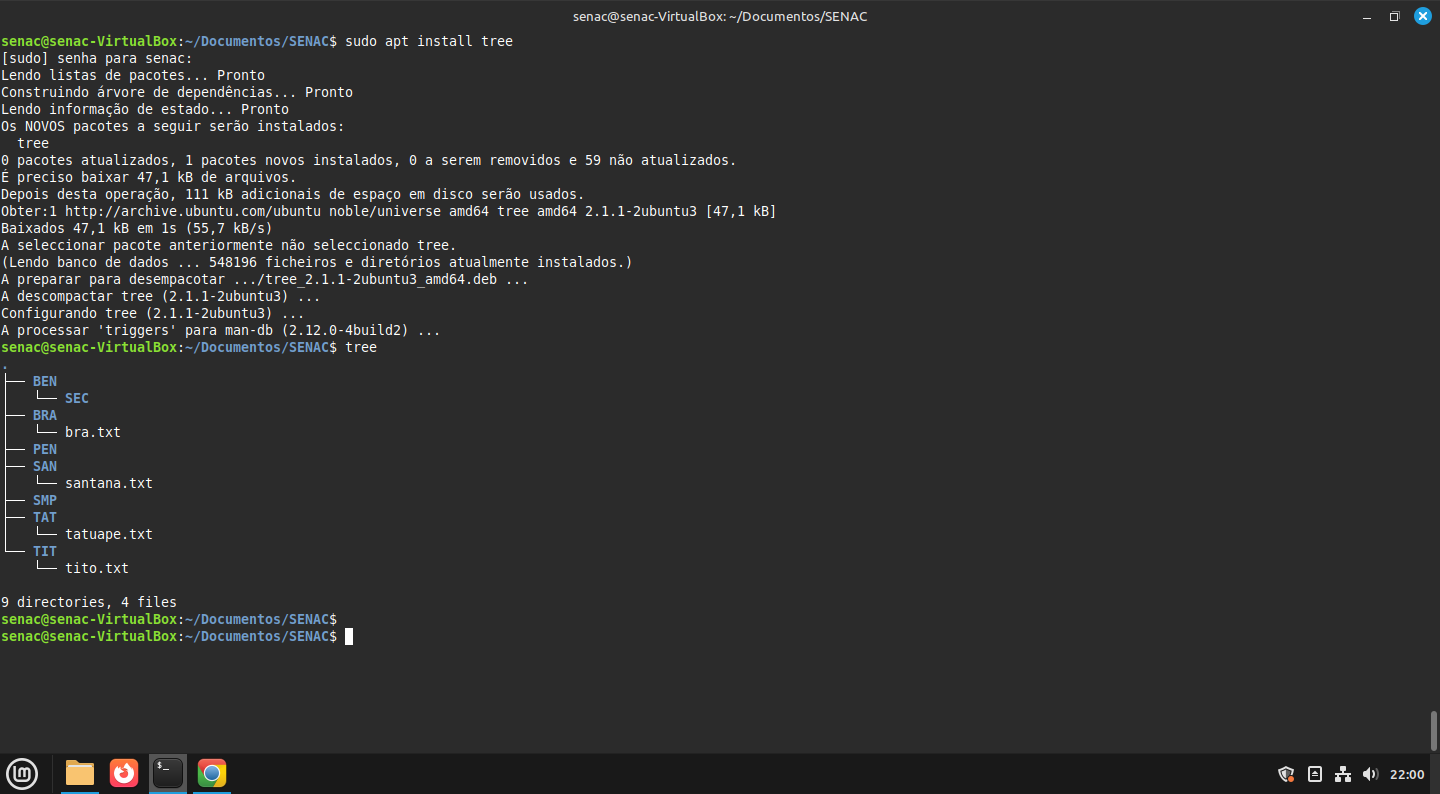 senac@senac-VirtualBox: ~/Documentos/SENAC
senac@senac-VirtualBox:~/Documentos/SENAC$ sudo apt install tree
[sudo] senha para senac:
Lendo listas de pacotes... Pronto
Construindo árvore de dependências... Pronto
Lendo informação de estado... Pronto
Os NOVOS pacotes a seguir serão instalados:
  tree
0 pacotes atualizados, 1 pacotes novos instalados, 0 a serem removidos e 59 não atualizados.
É preciso baixar 47,1 kB de arquivos.
Depois desta operação, 111 kB adicionais de espaço em disco serão usados.
Obter:1 http://archive.ubuntu.com/ubuntu noble/universe amd64 tree amd64 2.1.1-2ubuntu3 [47,1 kB]
Baixados 47,1 kB em 1s (55,7 kB/s)
A seleccionar pacote anteriormente não seleccionado tree.
(Lendo banco de dados ... 548196 ficheiros e diretórios atualmente instalados.)
A preparar para desempacotar .../tree_2.1.1-2ubuntu3_amd64.deb ...
A descompactar tree (2.1.1-2ubuntu3) ...
Configurando tree (2.1.1-2ubuntu3) ...
A processar 'triggers' para man-db (2.12.0-4build2) ...
senac@senac-VirtualBox:~/Documentos/SENAC$ tree
.
├── BEN
│   └── SEC
├── BRA
│   └── bra.txt
├── PEN
├── SAN
│   └── santana.txt
├── SMP
├── TAT
│   └── tatuape.txt
└── TIT
    └── tito.txt
9 directories, 4 files
senac@senac-VirtualBox:~/Documentos/SENAC$
senac@senac-VirtualBox:~/Documentos/SENAC$
22:00